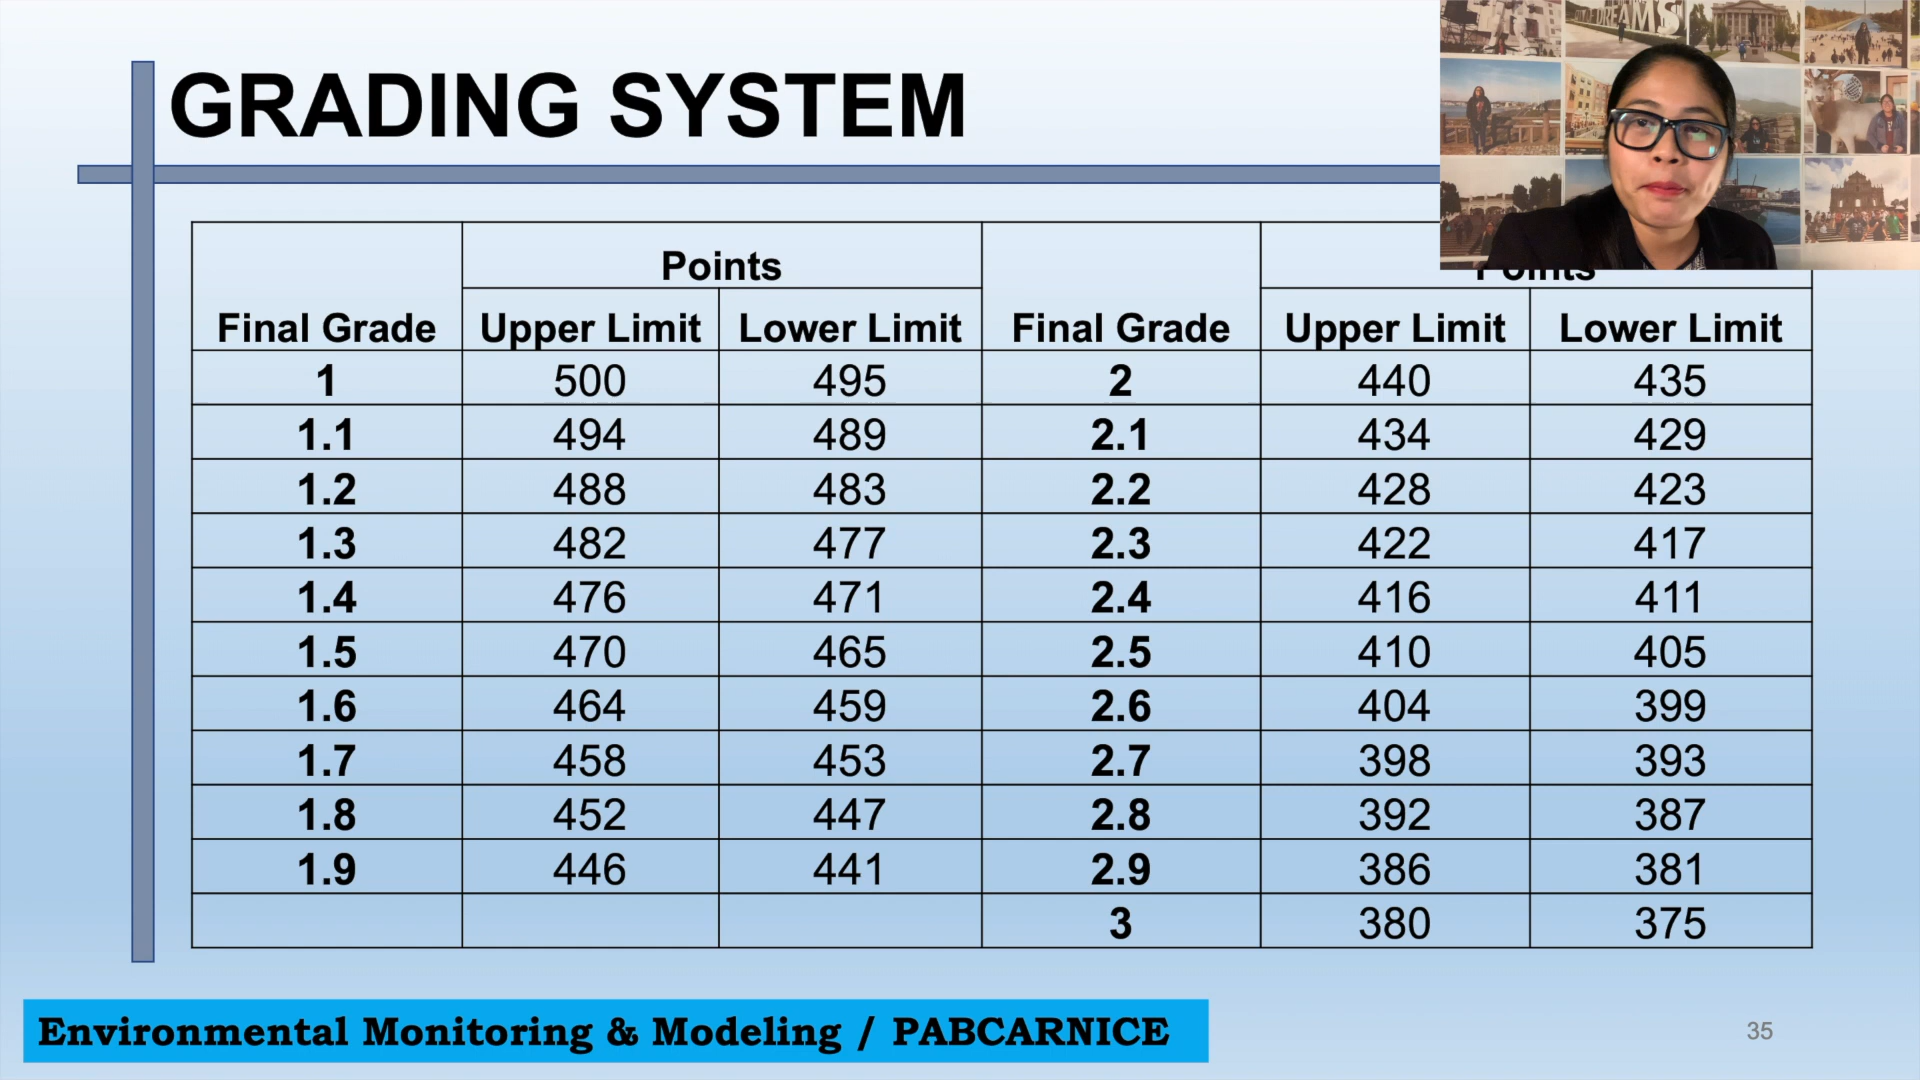 DREAMS
GRADING SYSTEM
Points Points
Final Grade Upper Limit Lower Limit Final Grade Upper Limit Lower Limit
1 500 495 2 440 435
1.1 494 489 2.1 434 429
1.2 488 483 2.2 428 423
1.3 482 477 2.3 422 417
1.4 476 471 2.4 416 411
1.5 470 465 2.5 410 405
1.6 464 459 2.6 404 399
1.7 458 453 2.7 398 393
1.8 452 447 2.8 392 387
1.9 446 441 2.9 386 381
3 380 375
Environmental Monitoring & Modeling / PABCARNICE
35